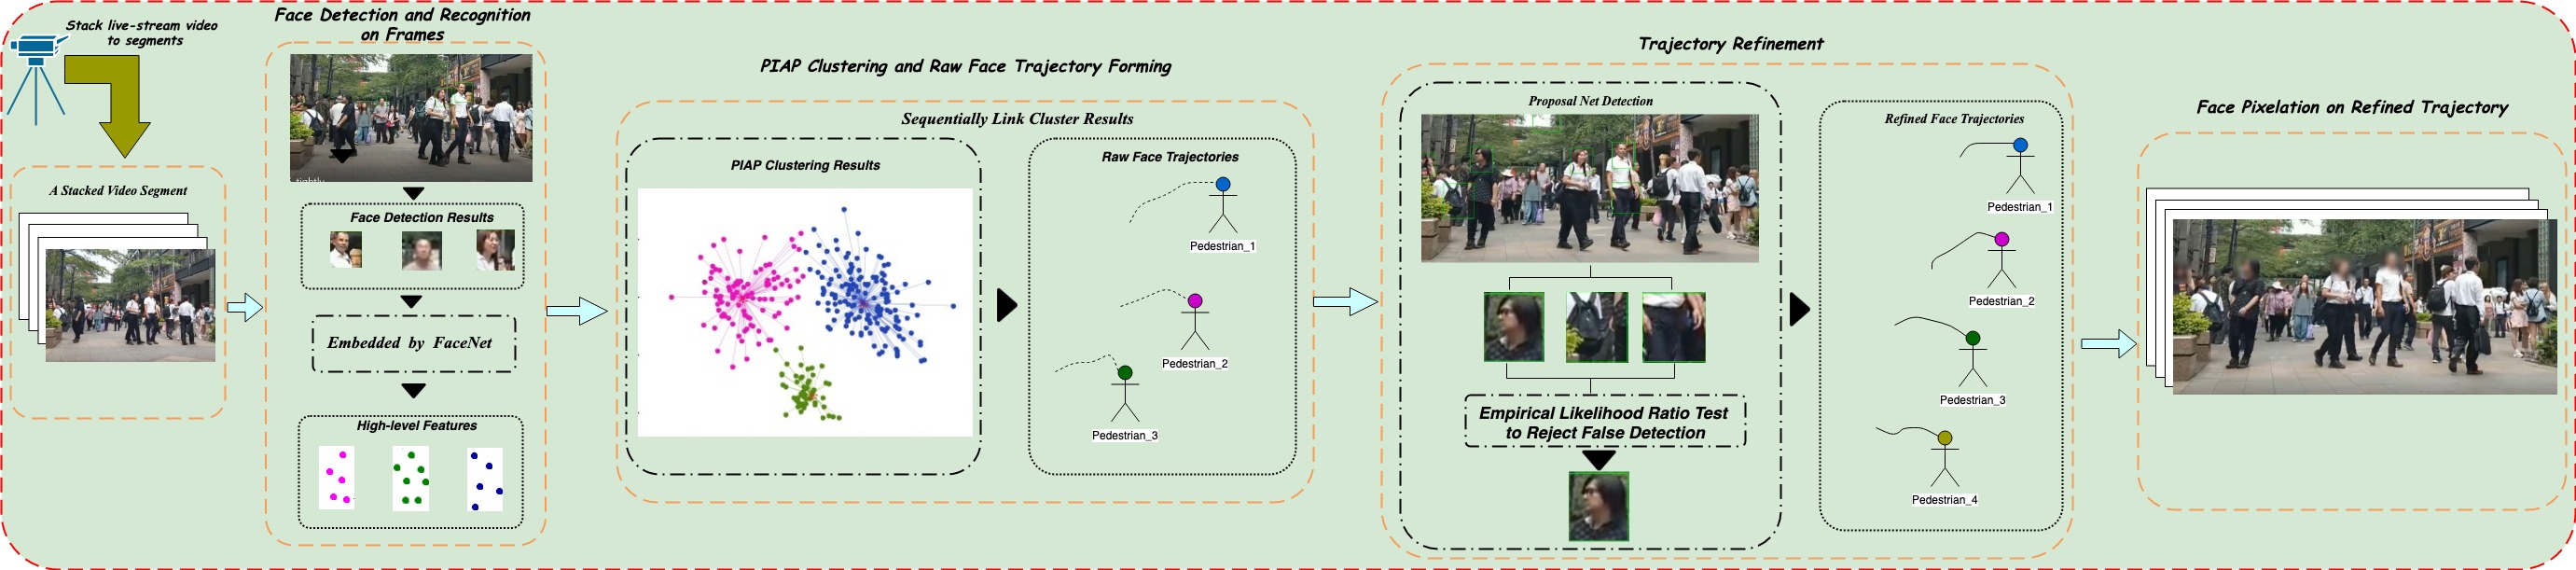 Stack live-stream video
to segments
A Stacked Video Segment
Face Detection and Recognition
on Frames
tightly
Face Detection Results
Embedded by FaceNet
High-level Features
PIAP Clustering and Raw Face Trajectory Forming
Sequentially Link Cluster Results
PIAP Clustering Results
Raw Face Trajectories
Pedestrian_1
Pedestrian_2
Pedestrian_3
Trajectory Refinement
Proposal Net Detection
Empirical Likelihood Ratio Test
to Reject False Detection
Refined Face Trajectories
Pedestrian_1
Pedestrian_2
Pedestrian_3
Pedestrian_4
Face Pixelation on Refined Trajectory